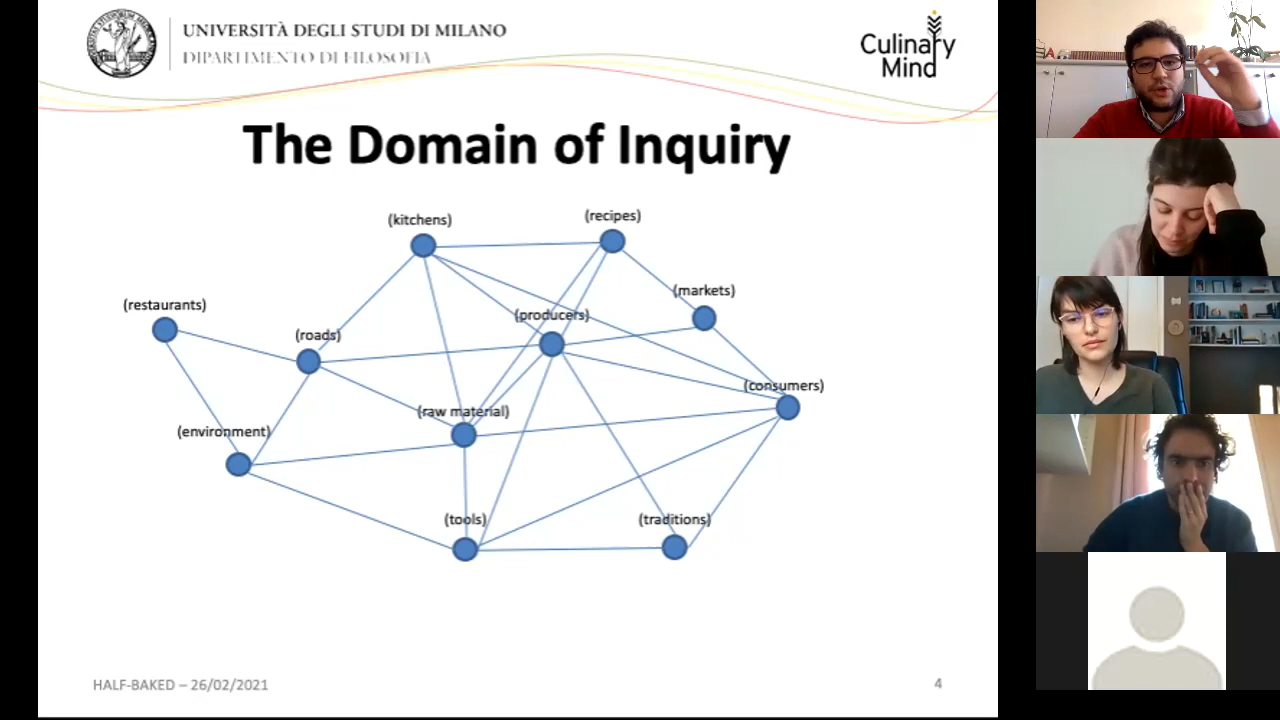 UNIVERSITÀ DEGLI STUDI DI MILANO
DIPARTIMENTO DI FILOSOFIA
Culinary
Mind
The Domain of Inquiry
(kitchens)
(recipes)
(markets)
(restaurants)
(producers)
(roads)
(consumers)
(raw material)
(environment)
(tools)
(traditions)
HALF-BAKED – 26/02/2021
4